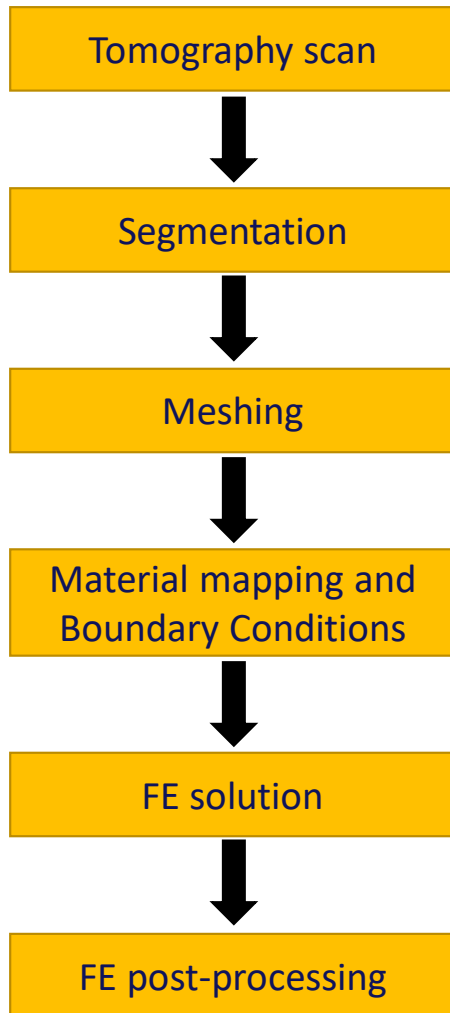 Tomography scan
Segmentation
Meshing
Material mapping and
Boundary Conditions
FE solution
FE post-processing